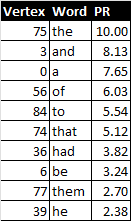 Vertex Word PR
75 the 10.00
3 and 8.13
0 a 7.65
56 of 6.03
84 to 5.54
74 that 5.12
36 had 3.82
6 be 3.24
77 them 2.70
39 he 2.38